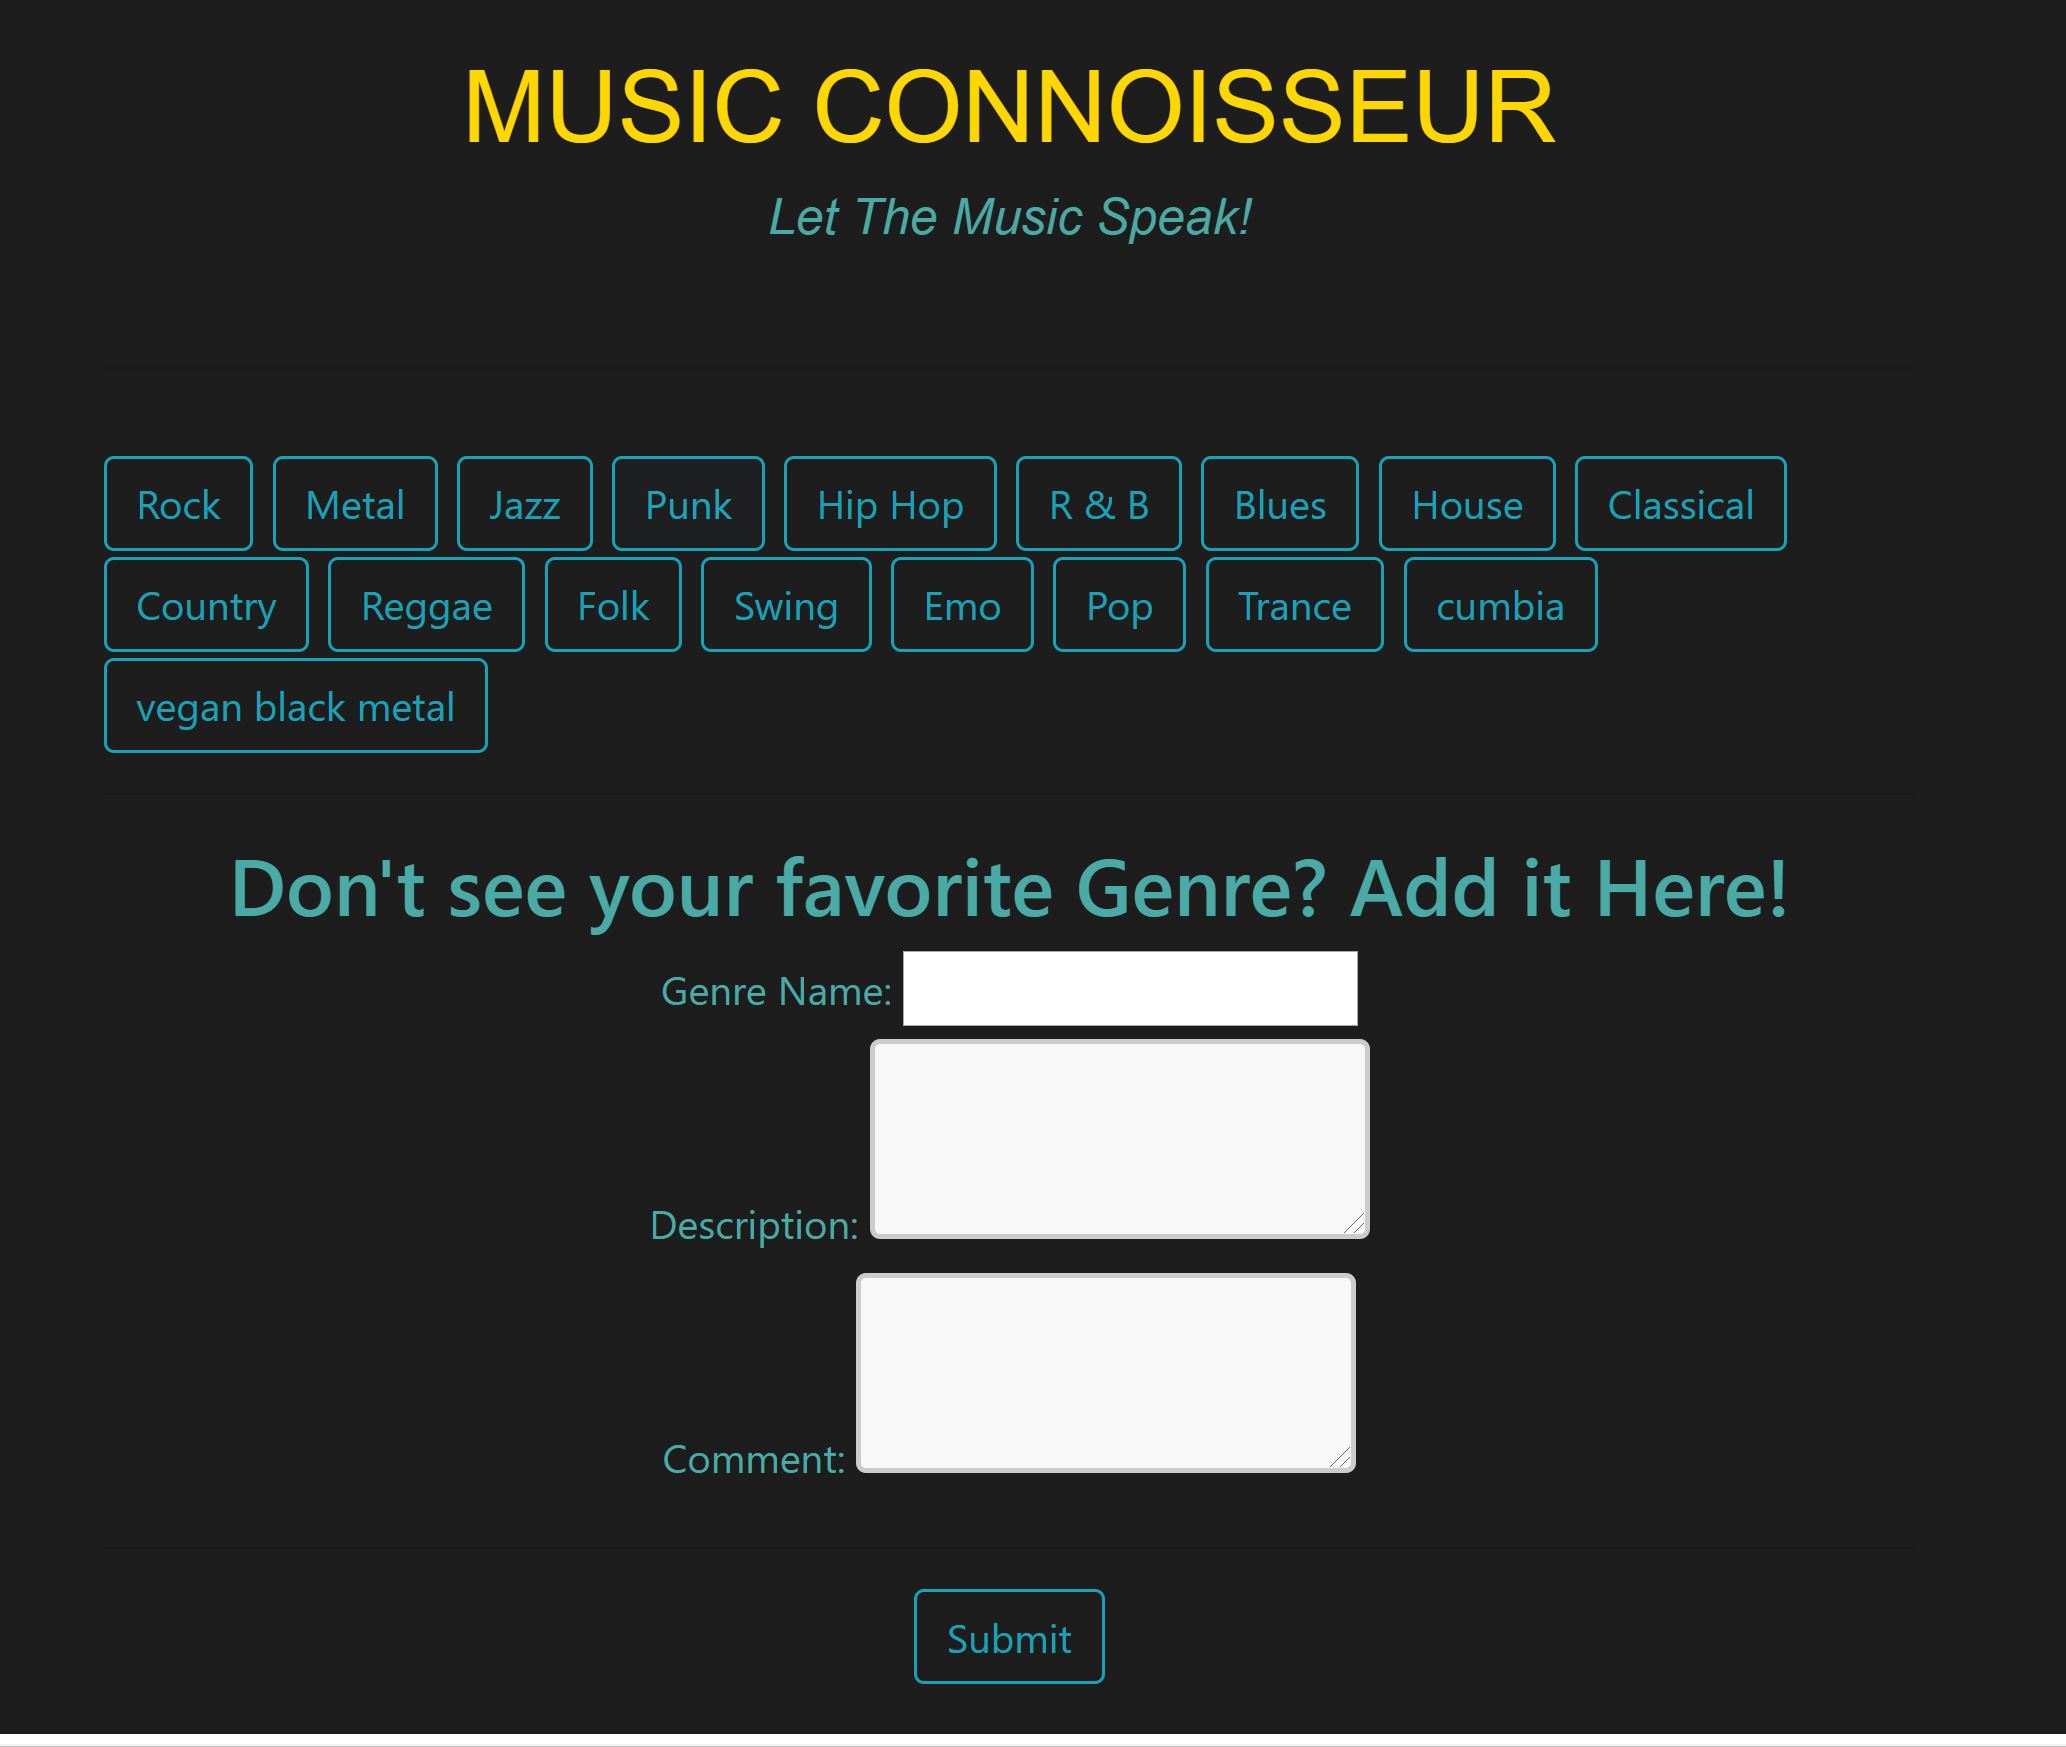 MUSIC CONNOISSEUR
Let The Music Speak!
Rock Metal Jazz Punk Hip Hop R & B Blues House Classical
Country Reggae Folk Swing Emo Pop Trance cumbia
vegan black metal
Don't see your favorite Genre? Add it Here!
Genre Name:
Description:
Comment:
Submit